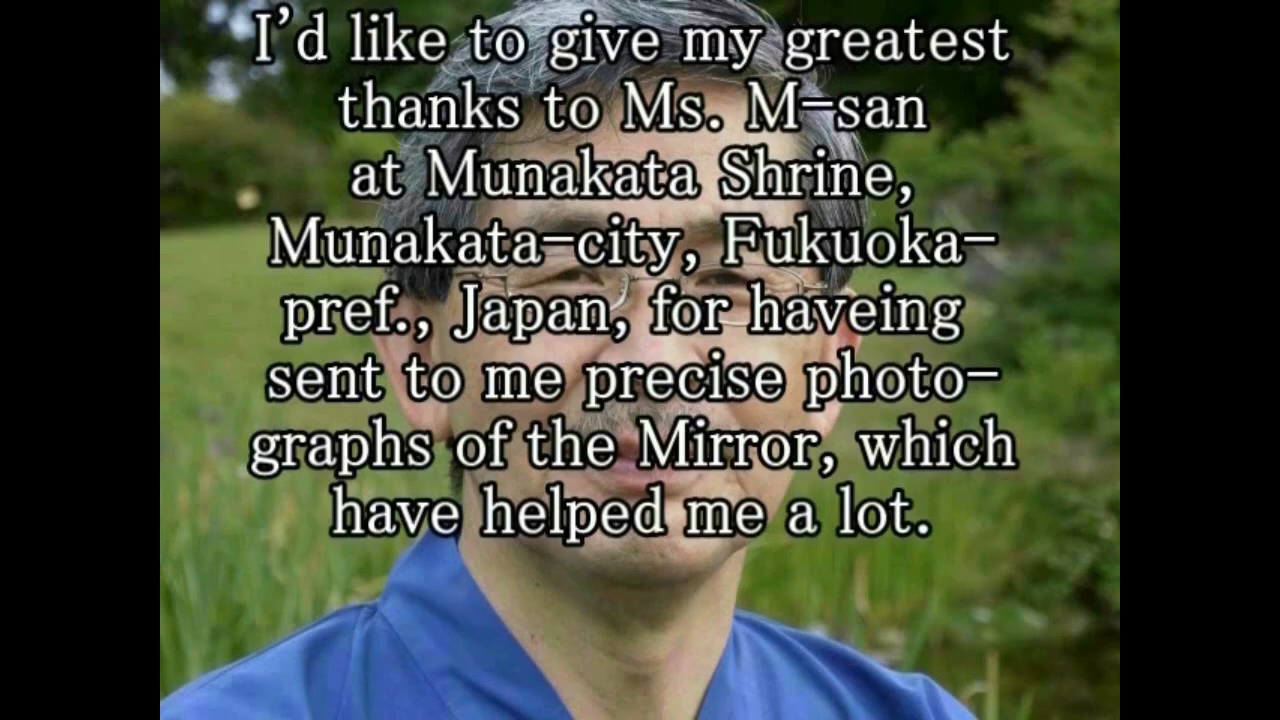 I'd like to give my greatest
thanks to Ms. M-san
at Munakata Shrine,
Munakata-city, Fukuoka-
pref., Japan, for haveing
sent to me precise photo-
graphs of the Mirror, which
have helped me a lot.